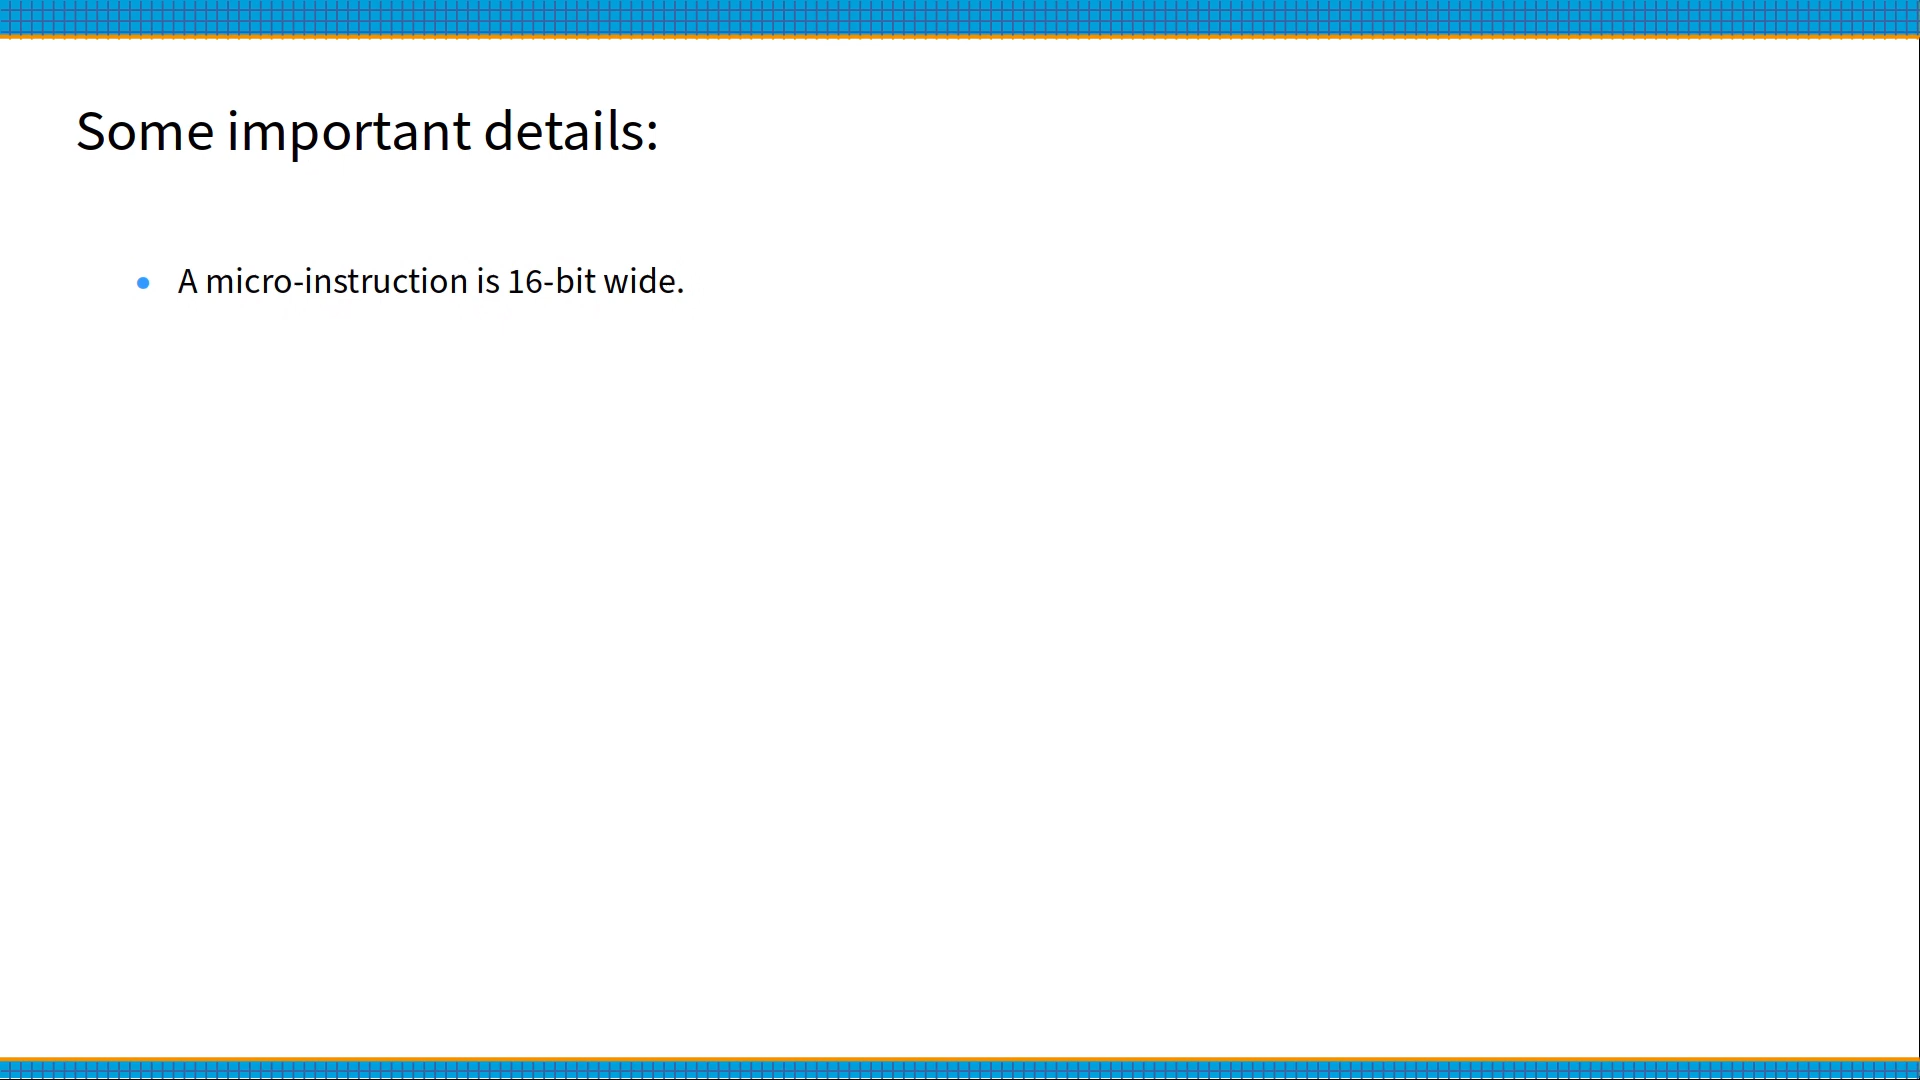 Some important details:
A micro-instruction is 16-bit wide.